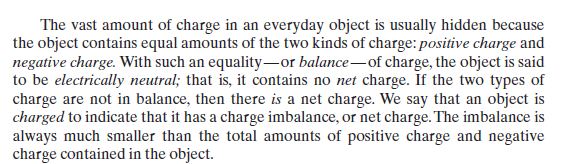 The vast amount of charge in an everyday object is usually hidden because
the object contains equal amounts of the two kinds of charge: positive charge and
negative charge. With such an equality—or balance—of charge, the object is said
to be electrically neutral; that is, it contains no net charge. If the two types of
charge are not in balance, then there is a net charge. We say that an object is
charged to indicate that it has a charge imbalance, or net charge. The imbalance is
always much smaller than the total amounts of positive charge and negative
charge contained in the object.